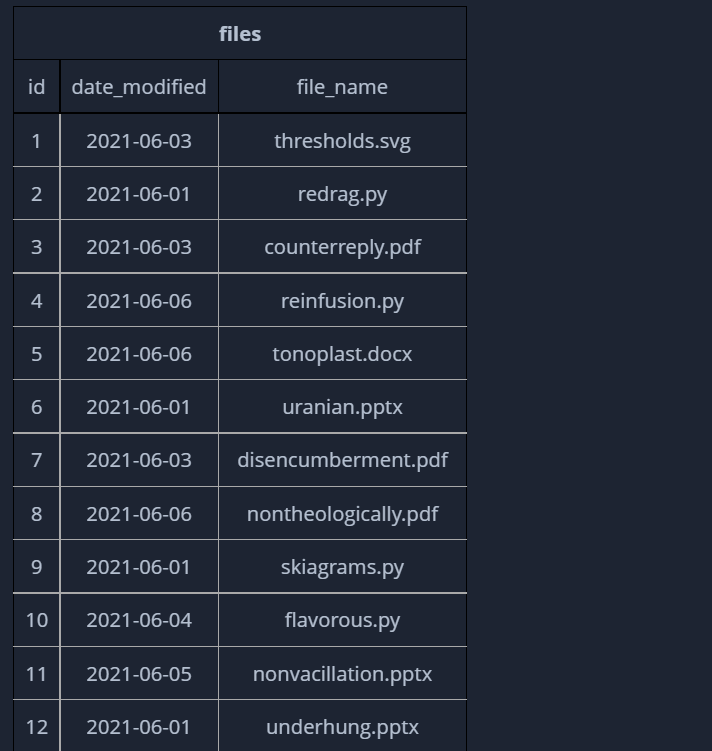 files
id date_modified file_name
1 2021-06-03 thresholds.svg
2 2021-06-01 redrag.py
3 2021-06-03 counterreply.pdf
4 2021-06-06 reinfusion.py
5 2021-06-06 tonoplast.docx
6 2021-06-01 uranian.pptx
7 2021-06-03 disencumberment.pdf
8 2021-06-06 nontheologically.pdf
9 2021-06-01 skiagrams.py
10 2021-06-04 flavorous.py
11 2021-06-05 nonvacillation.pptx
12 2021-06-01 underhung.pptx